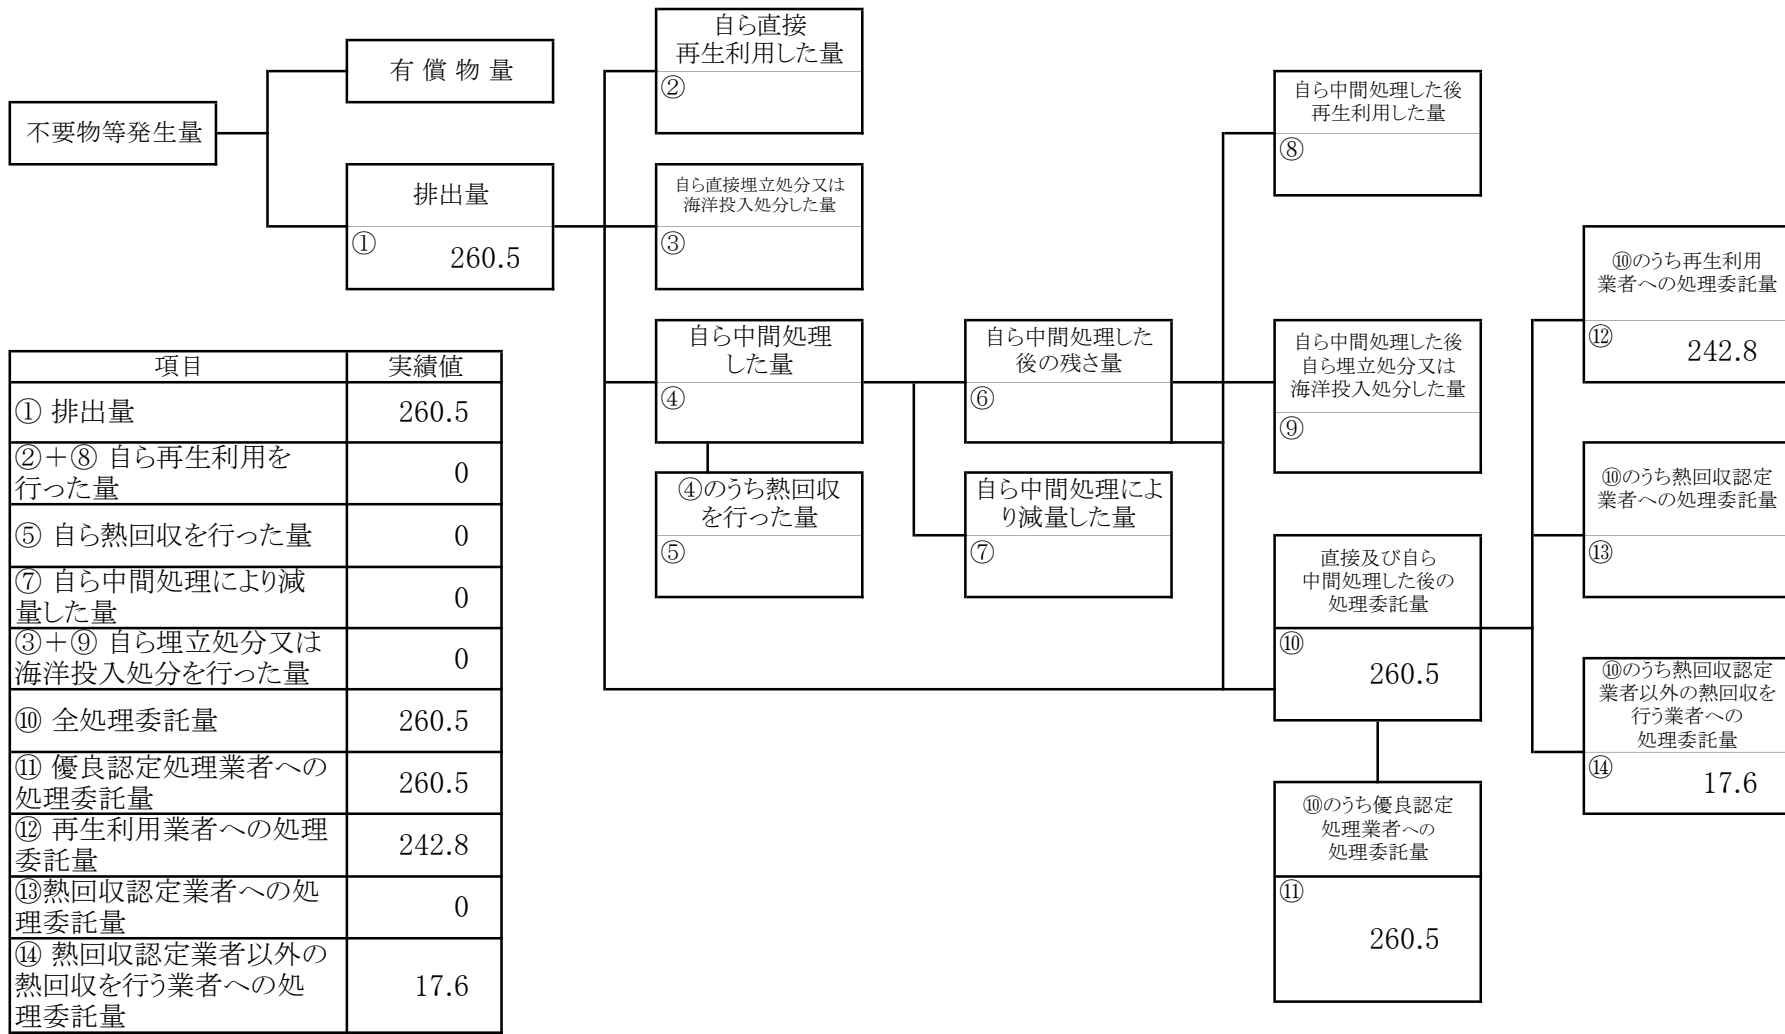 不要物等発生量
有償物量
排出量
①
260.5
自ら直接
再生利用した量
②
自ら直接埋立処分又は
海洋投入処分した量
③
自ら中間処理
した量
④
④のうち熱回収
を行った量
⑤
自ら中間処理した
後の残さ量
⑥
自ら中間処理によ
り減量した量
⑦
自ら中間処理した後
再生利用した量
⑧
自ら中間処理した後
自ら埋立処分又は
海洋投入処分した量
⑨
直接及び自ら
中間処理した後の
処理委託量
⑩
260.5
⑩のうち優良認定
処理業者への
処理委託量
⑪
260.5
⑩のうち再生利用
業者への処理委託量
⑫
242.8
⑩のうち熱回収認定
業者への処理委託量
⑬
⑩のうち熱回収認定
業者以外の熱回収を
行う業者への
処理委託量
⑭
17.6
項目 実績値
① 排出量 260.5
②＋⑧ 自ら再生利用を
行った量 0
⑤ 自ら熱回収を行った量 0
⑦ 自ら中間処理により減
量した量 0
③＋⑨ 自ら埋立処分又は
海洋投入処分を行った量 0
⑩ 全処理委託量 260.5
⑪ 優良認定処理業者への
処理委託量 260.5
⑫ 再生利用業者への処理
委託量 242.8
⑬熱回収認定業者への処
理委託量 0
⑭ 熱回収認定業者以外の
熱回収を行う業者への処
理委託量 17.6